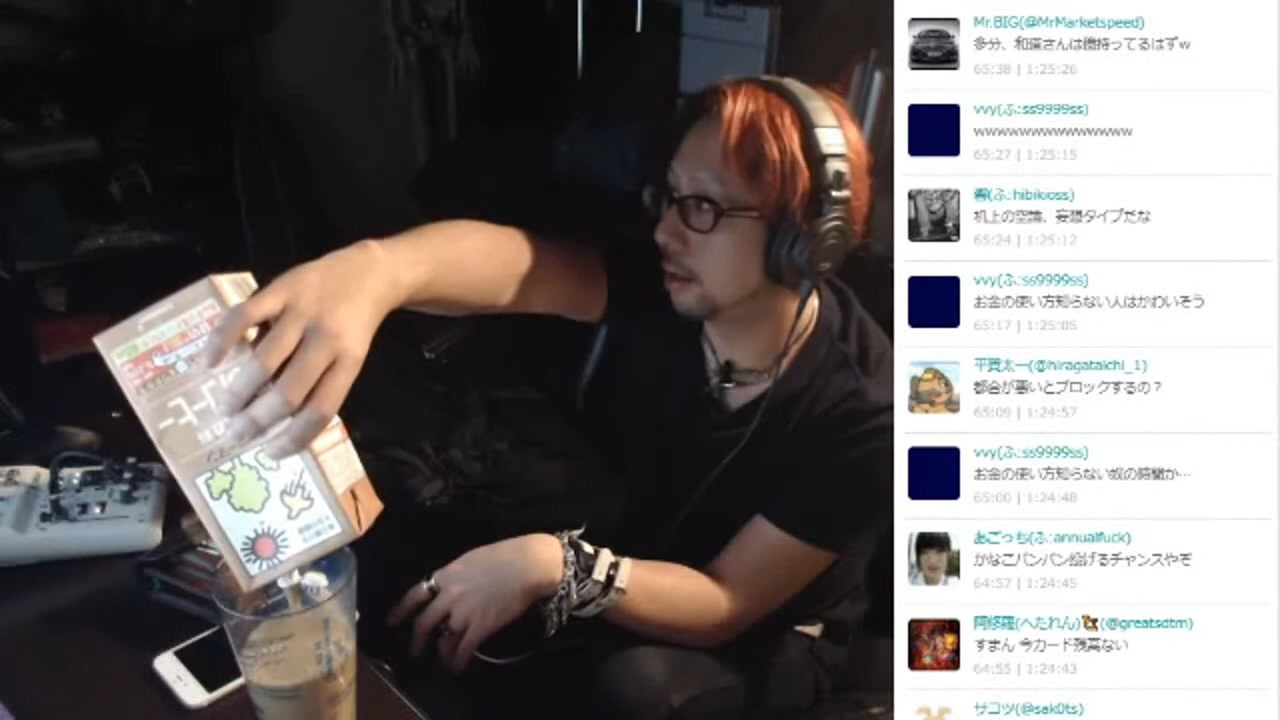 Mr.BIG(@MrMarketspeed)
多分、和道さんは億持ってるはずw
65:38 | 1:25:26
vvy(ふ:ss9999ss)
wwwwwwwwwwwwwww
65:27 | 1:25:15
(ふ:hibikioss)
机上の空論、妄想タイプだな
65:24 | 1:25:12
vvy(ふ:ss9999ss)
お金の使い方知らない人はかわいそう
65:17 | 1:25:05
平賀太一(@hiragataichi_1)
都合が悪いとブロックするの？
65:09 | 1:24:57
vvy(ふ:ss9999ss)
お金の使い方知らない奴の時間か…
65:00 | 1:24:48
あごっち(ふ:annualfuck)
かなこバンバン投げるチャンスやぞ
64:57 | 1:24:45
阿修羅(へたれん)(@greatsdtm)
すまん 今カード残高ない
64:55 | 1:24:43
サコツ(@sak0ts)